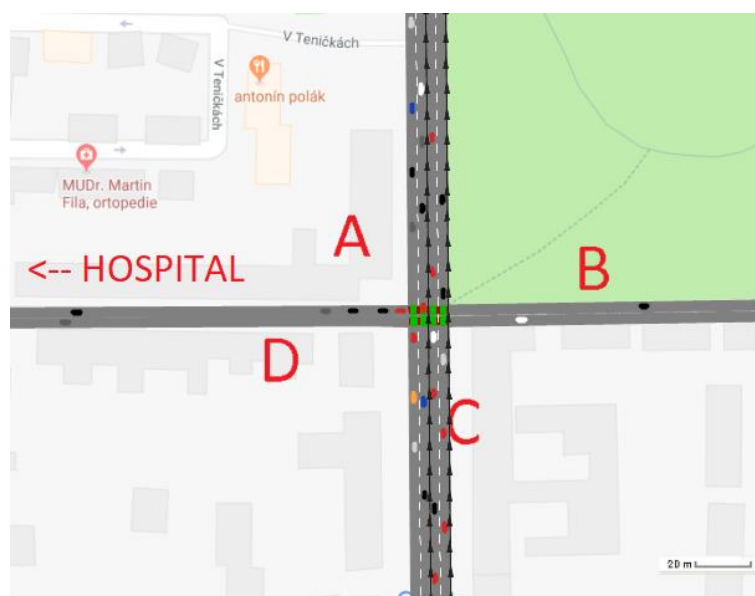 V Teničkách
V Teničkách
antonín polák
MUDr. Martin
Fila, ortopedie
A
<-- HOSPITAL
B
D
C
20 m